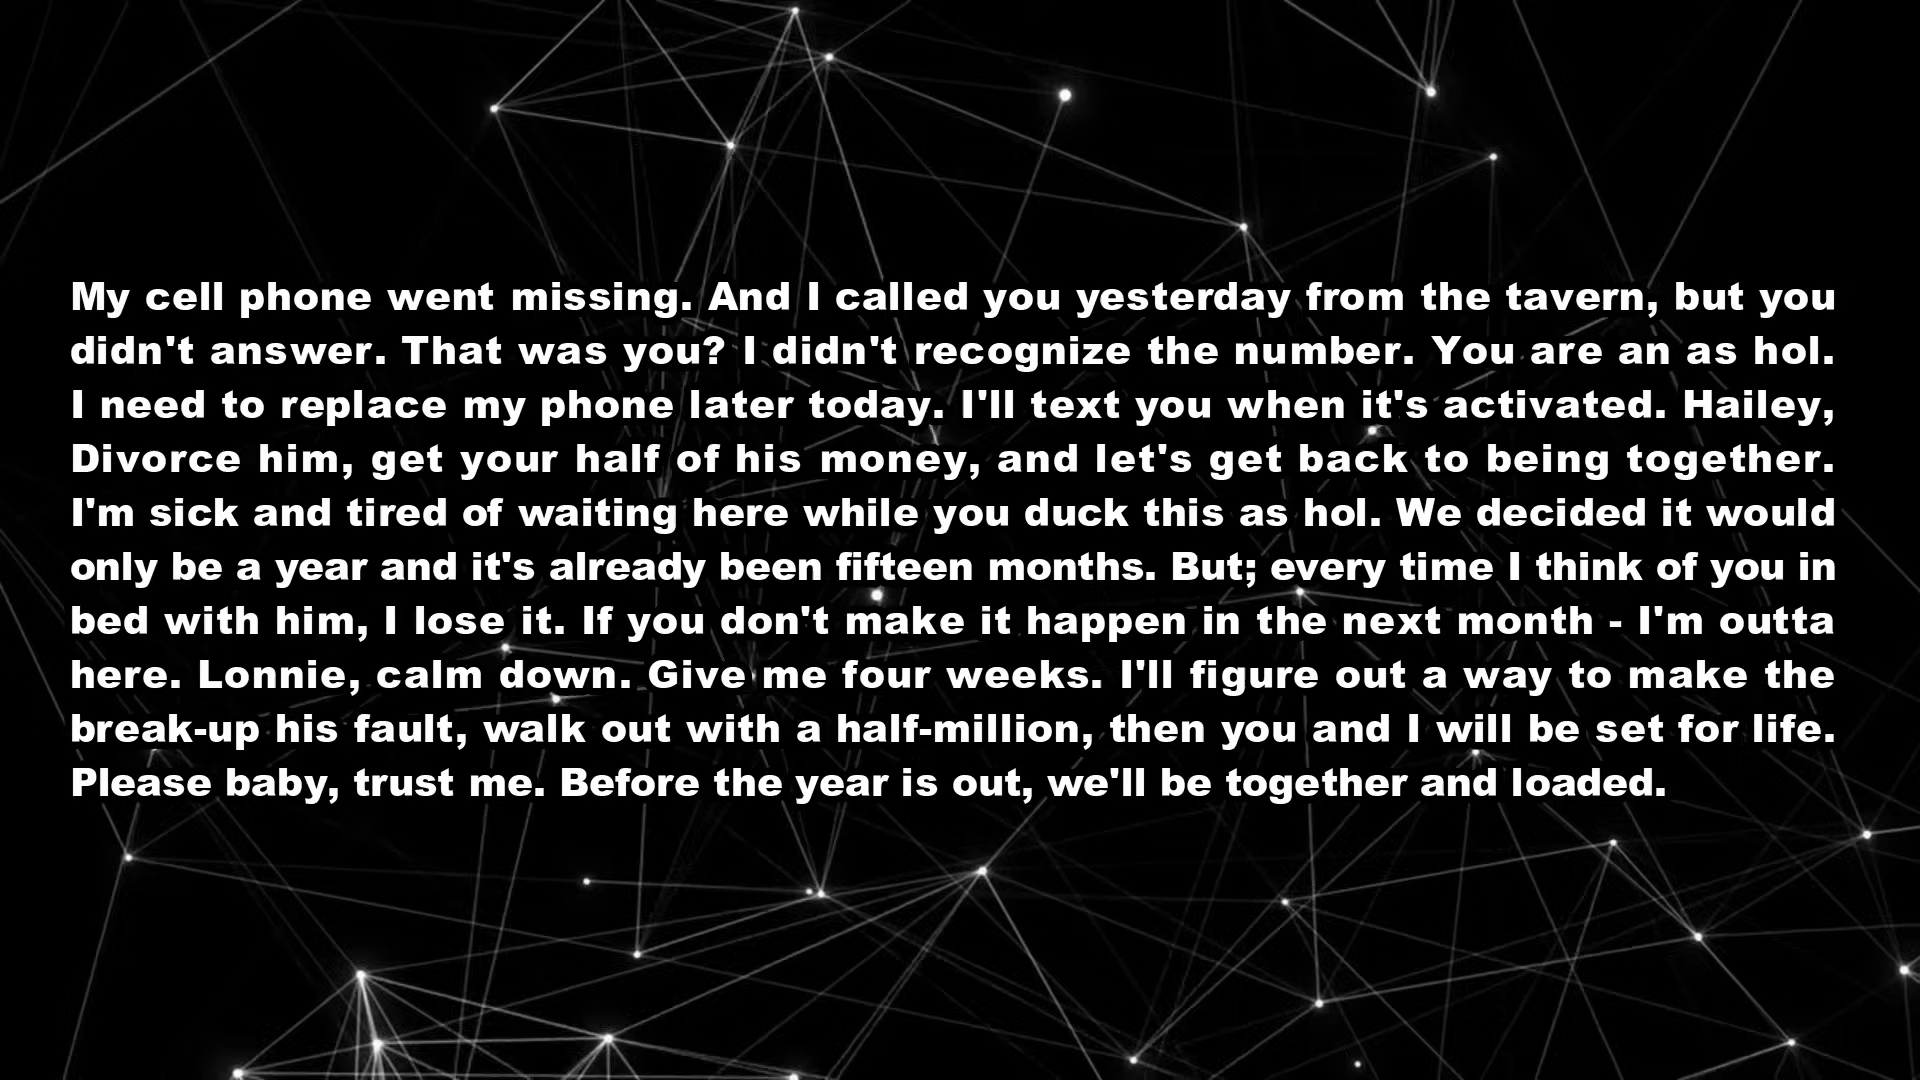 My cell phone went missing. And I called you yesterday from the tavern, but you
didn't answer. That was you? I didn't recognize the number. You are an as hol.
I need to replace my phone later today. I'll text you when it's activated. Hailey,
Divorce him, get your half of his money, and let's get back to being together.
I'm sick and tired of waiting here while you duck this as hol. We decided it would
only be a year and it's already been fifteen months. But; every time I think of you in
bed with him, I lose it. If you don't make it happen in the next month - I'm outta
here. Lonnie, calm down. Give me four weeks. I'll figure out a way to make the
break-up his fault, walk out with a half-million, then you and I will be set for life.
Please baby, trust me. Before the year is out, we'll be together and loaded.